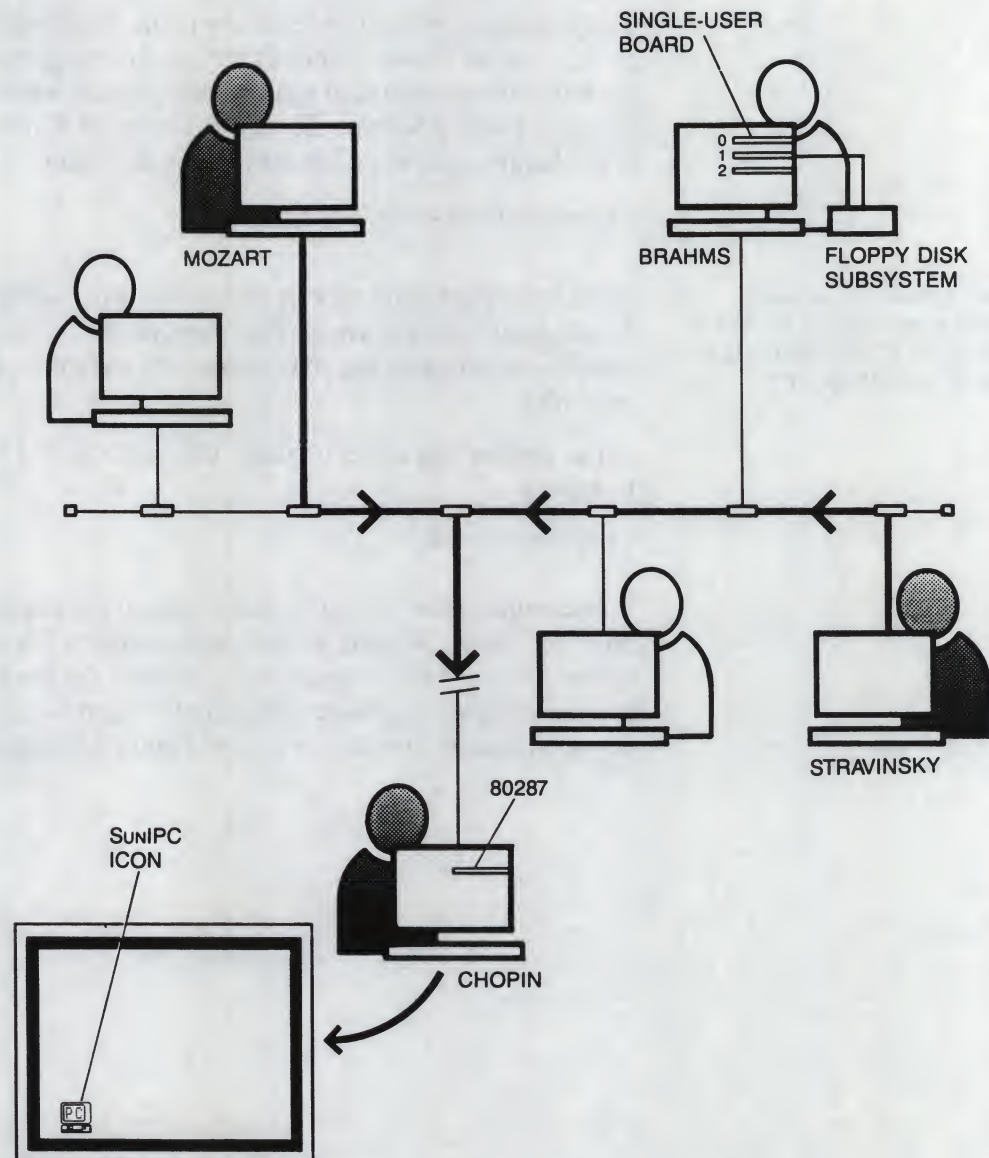 SINGLE-USER
BOARD
0
1
2
MOZART
BRAHMS
FLOPPY DISK
SUBSYSTEM
STRAVINSKY
80287
SUNIPC
ICON
CHOPIN
PC